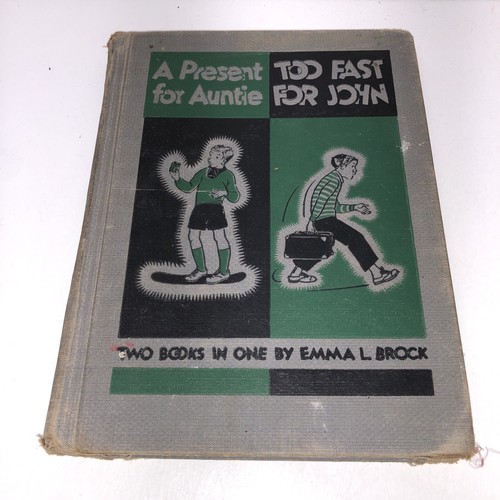 A Present
for Auntie
TOO FAST
FOR JOHN
TWO BOOKS IN ONE BY EMMA L. BROCK